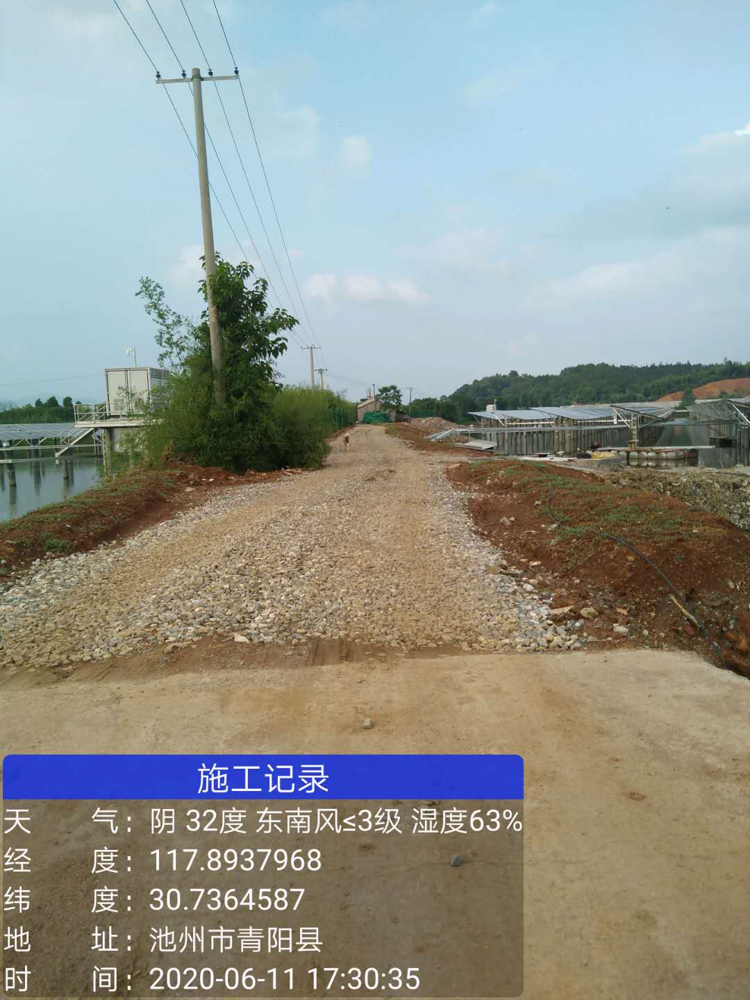 施工记录
天气：阴 32度 东南风≤3级 湿度63%
经度：117.8937968
纬度：30.7364587
地址：池州市青阳县
时间：2020-06-11 17:30:35